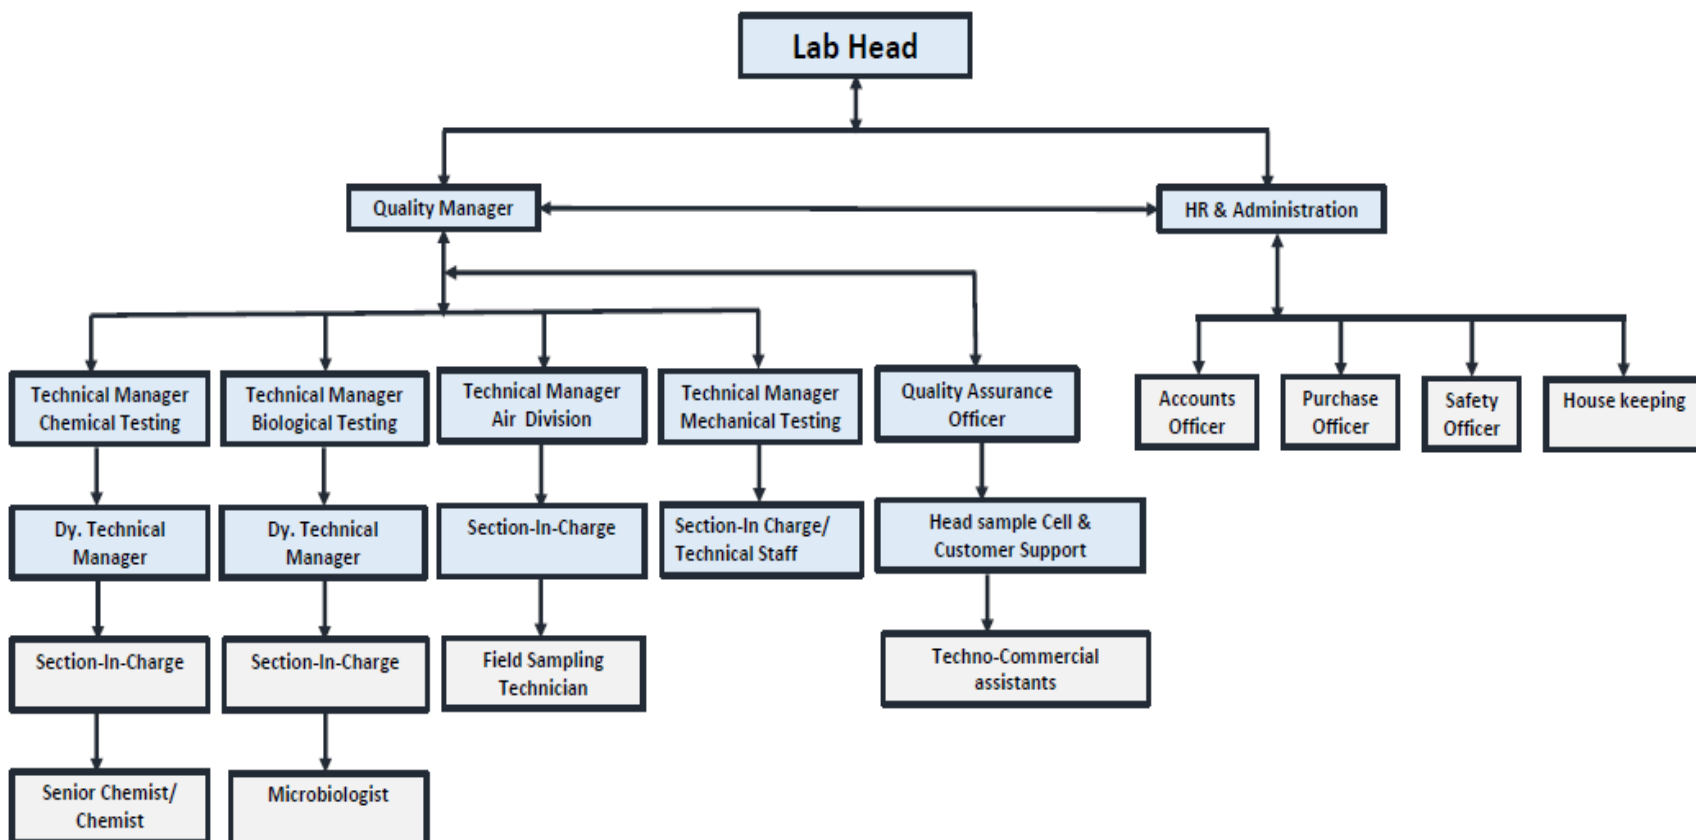 Lab Head
Quality Manager
HR & Administration
Technical Manager
Chemical Testing
Technical Manager
Biological Testing
Technical Manager
Air Division
Technical Manager
Mechanical Testing
Quality Assurance
Officer
Accounts
Officer
Purchase
Officer
Safety
Officer
House keeping
Dy. Technical
Manager
Dy. Technical
Manager
Section-In-Charge
Section-In Charge/
Technical Staff
Head sample Cell &
Customer Support
Section-In-Charge
Section-In-Charge
Field Sampling
Technician
Techno-Commercial
assistants
Senior Chemist/
Chemist
Microbiologist